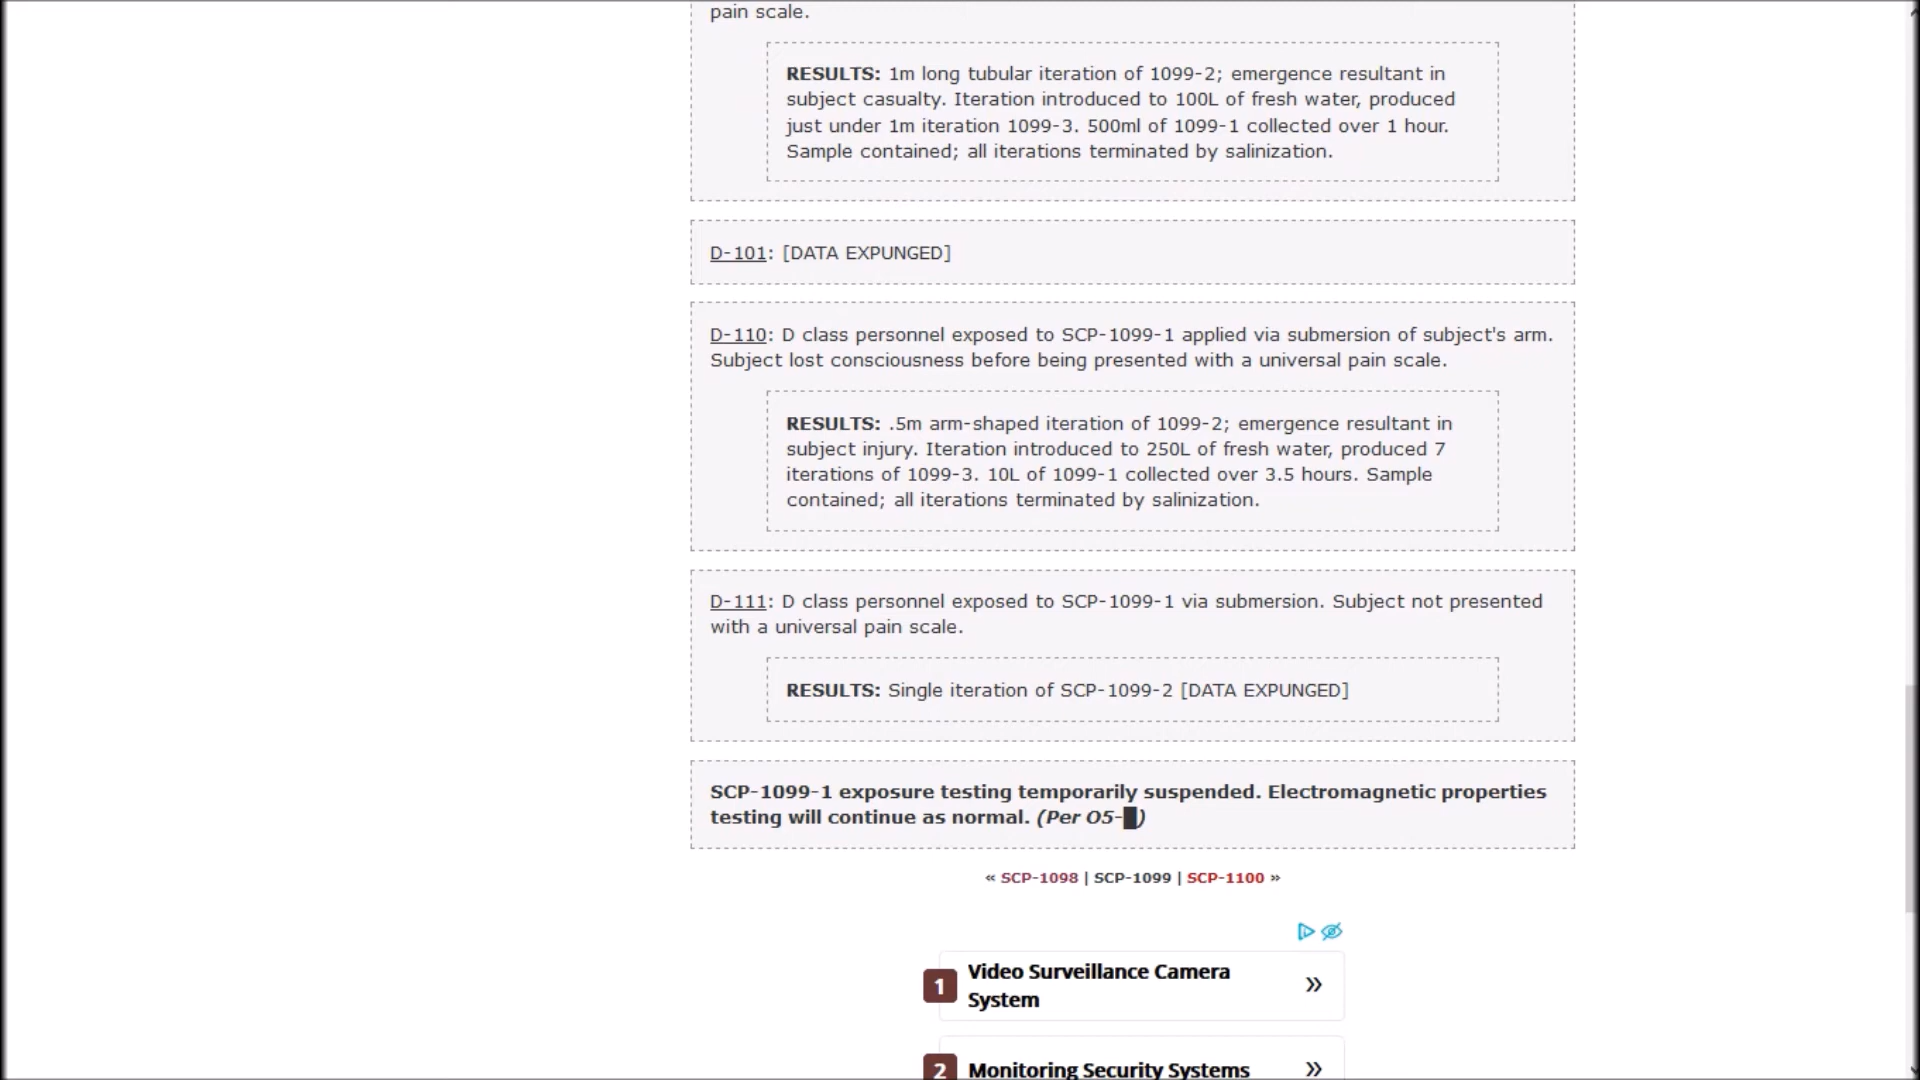 pain scale.
RESULTS: 1m long tubular iteration of 1099-2; emergence resultant in
subject casualty. Iteration introduced to 100L of fresh water, produced
just under 1m iteration 1099-3. 500ml of 1099-1 collected over 1 hour.
Sample contained; all iterations terminated by salinization.
D-101: [DATA EXPUNGED]
D-110: D class personnel exposed to SCP-1099-1 applied via submersion of subject's arm.
Subject lost consciousness before being presented with a universal pain scale.
RESULTS: .5m arm-shaped iteration of 1099-2; emergence resultant in
subject injury. Iteration introduced to 250L of fresh water, produced 7
iterations of 1099-3. 10L of 1099-1 collected over 3.5 hours. Sample
contained; all iterations terminated by salinization.
D-111: D class personnel exposed to SCP-1099-1 via submersion. Subject not presented
with a universal pain scale.
RESULTS: Single iteration of SCP-1099-2 [DATA EXPUNGED]
SCP-1099-1 exposure testing temporarily suspended. Electromagnetic properties
testing will continue as normal. (Per O5-█)
« SCP-1098 | SCP-1099 | SCP-1100 »
1 Video Surveillance Camera
System »
2 Monitoring Security Systems »